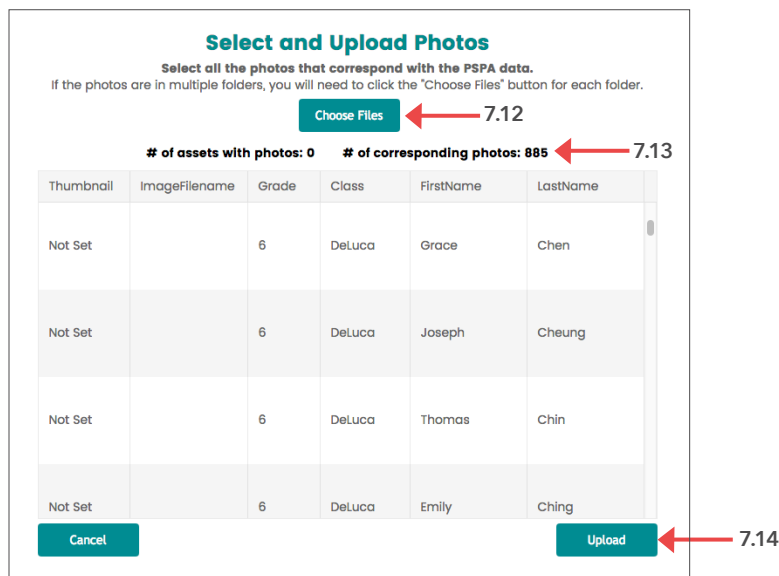 Select and Upload Photos
Select all the photos that correspond with the PSPA data.
If the photos are in multiple folders, you will need to click the "Choose Files" button for each folder.
Choose Files 7.12
# of assets with photos: 0 # of corresponding photos: 885 7.13
Thumbnail ImageFilename Grade Class FirstName LastName
Not Set 6 DeLuca Grace Chen
Not Set 6 DeLuca Joseph Cheung
Not Set 6 DeLuca Thomas Chin
Not Set 6 DeLuca Emily Ching
Cancel Upload 7.14